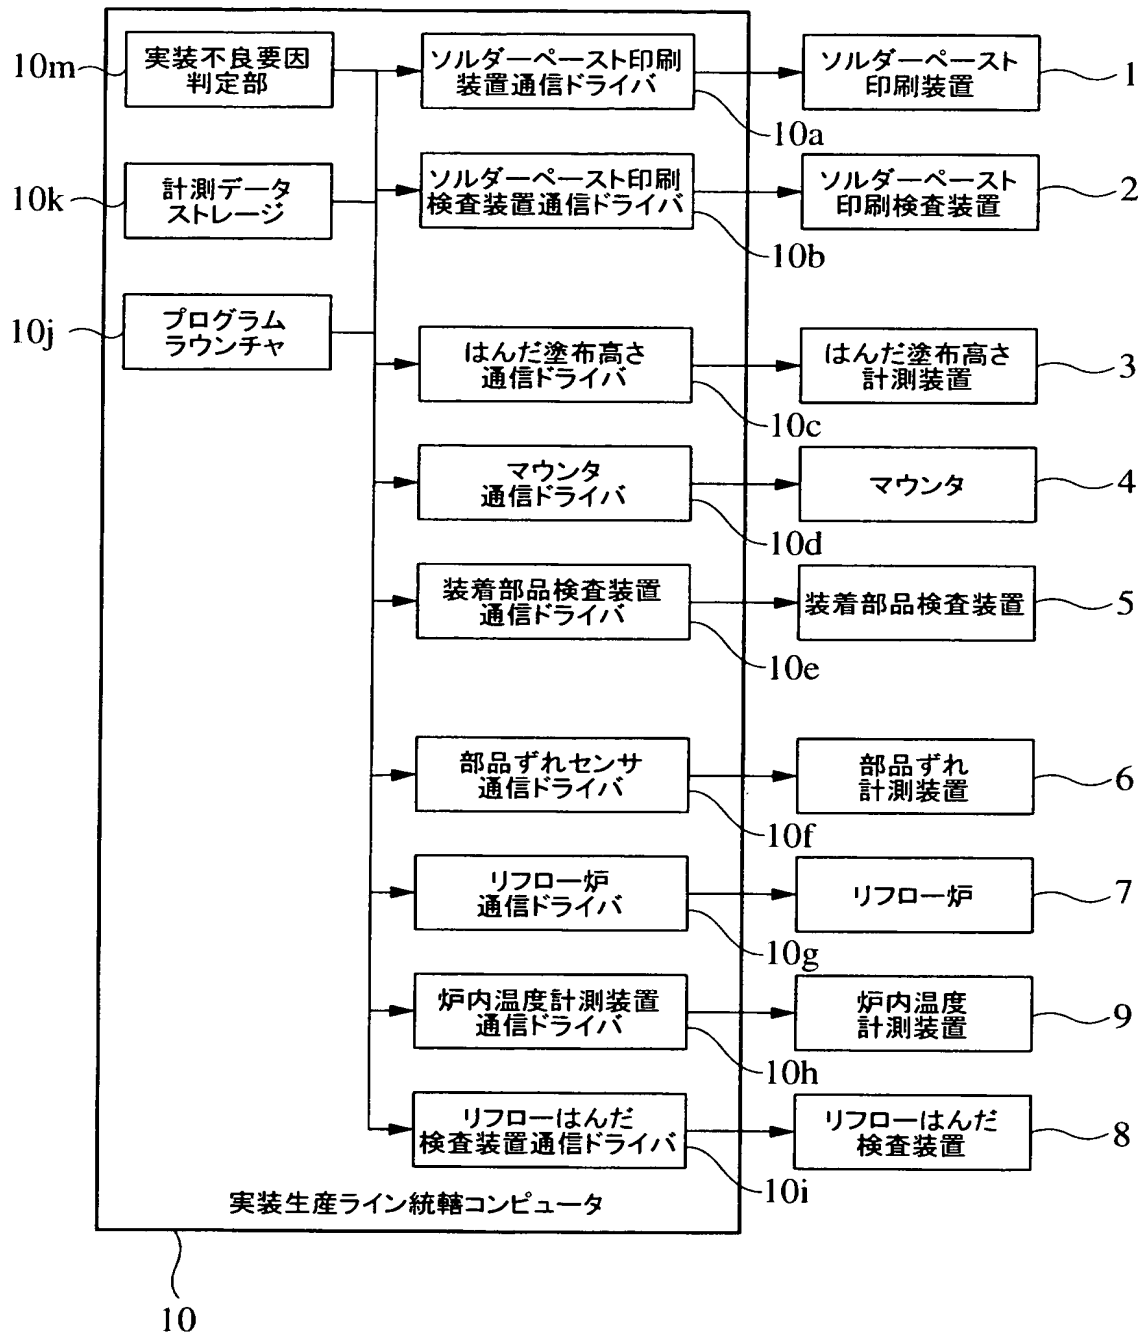 10m
実装不良要因
判定部
ソルダーペースト印刷
装置通信ドライバ
10a
ソルダーペースト
印刷装置
1
10k
計測データ
ストレージ
ソルダーペースト印刷
検査装置通信ドライバ
10b
ソルダーペースト
印刷検査装置
2
10j
プログラム
ラウンチャ
はんだ塗布高さ
通信ドライバ
10c
はんだ塗布高さ
計測装置
3
マウンタ
通信ドライバ
10d
マウンタ
4
装着部品検査装置
通信ドライバ
10e
装着部品検査装置
5
部品ずれセンサ
通信ドライバ
10f
部品ずれ
計測装置
6
リフロー炉
通信ドライバ
10g
リフロー炉
7
炉内温度計測装置
通信ドライバ
10h
炉内温度
計測装置
9
リフローはんだ
検査装置通信ドライバ
10i
リフローはんだ
検査装置
8
実装生産ライン統轄コンピュータ
10